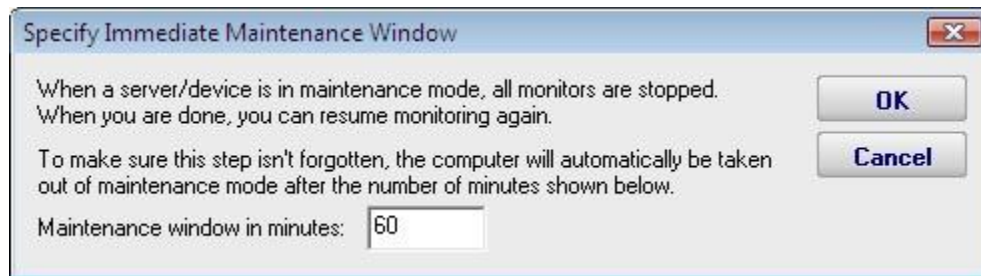 Specify Immediate Maintenance Window
When a server/device is in maintenance mode, all monitors are stopped.
When you are done, you can resume monitoring again.
To make sure this step isn't forgotten, the computer will automatically be taken
out of maintenance mode after the number of minutes shown below.
Maintenance window in minutes: 60
OK
Cancel